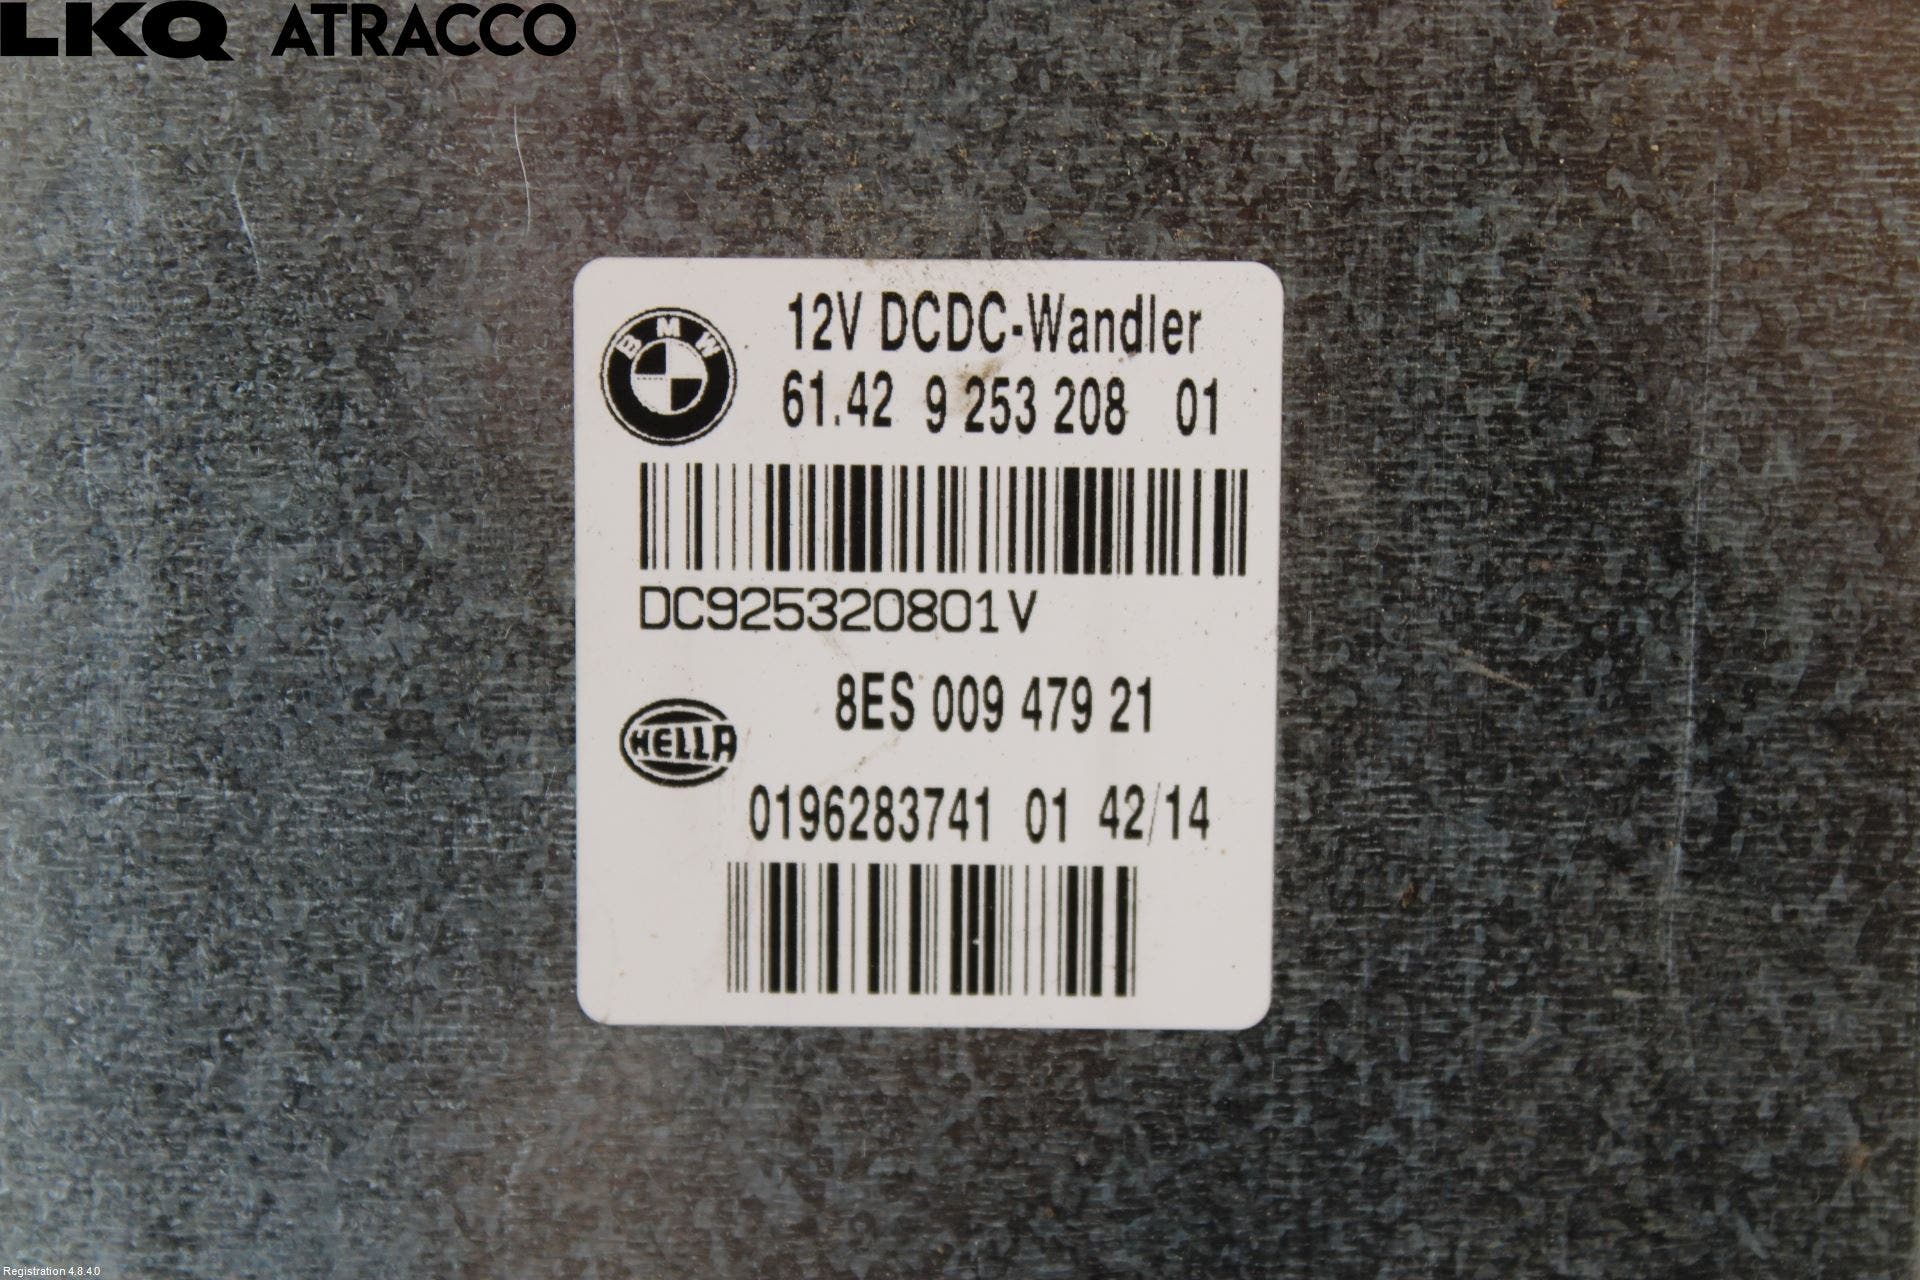 LKQ ATRACCO
BMW
12V DCDC-Wandler
61.42 9 253 208 01
DC925320801V
8ES 009 479 21
HELLA
0196283741 01 42/14
Registration 4.8.4.0